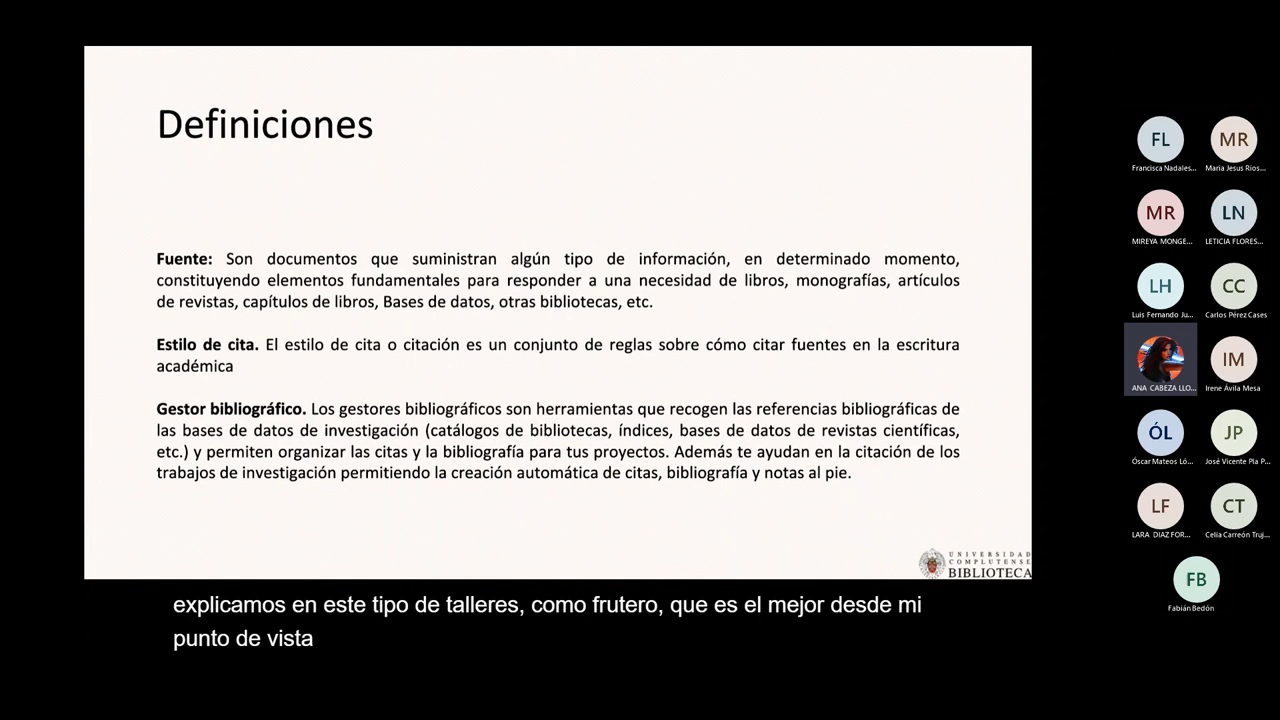 Definiciones
Fuente: Son documentos que suministran algún tipo de información, en determinado momento,
constituyendo elementos fundamentales para responder a una necesidad de libros, monografías, artículos
de revistas, capítulos de libros, Bases de datos, otras bibliotecas, etc.
Estilo de cita. El estilo de cita o citación es un conjunto de reglas sobre cómo citar fuentes en la escritura
académica
Gestor bibliográfico. Los gestores bibliográficos son herramientas que recogen las referencias bibliográficas de
las bases de datos de investigación (catálogos de bibliotecas, índices, bases de datos de revistas científicas,
etc.) y permiten organizar las citas y la bibliografía para tus proyectos. Además te ayudan en la citación de los
trabajos de investigación permitiendo la creación automática de citas, bibliografía y notas al pie.
UNIVERSIDAD
COMPLUTENSE
BIBLIOTECA
explicamos en este tipo de talleres, como frutero, que es el mejor desde mi
punto de vista
FL MR
Francisca Nadales... Maria Jesus Rios...
MR LN
MIREYA MONGE... LETICIA FLORES...
LH CC
Luis Fernando Ju... Carlos Pérez Cases
IM
ANA CABEZA LLO... Irene Ávila Mesa
ÓL JP
Óscar Mateos Ló... José Vicente Pla P...
LF CT
LARA DIAZ FOR... Celia Carreón Truj...
FB
Fabián Bedón